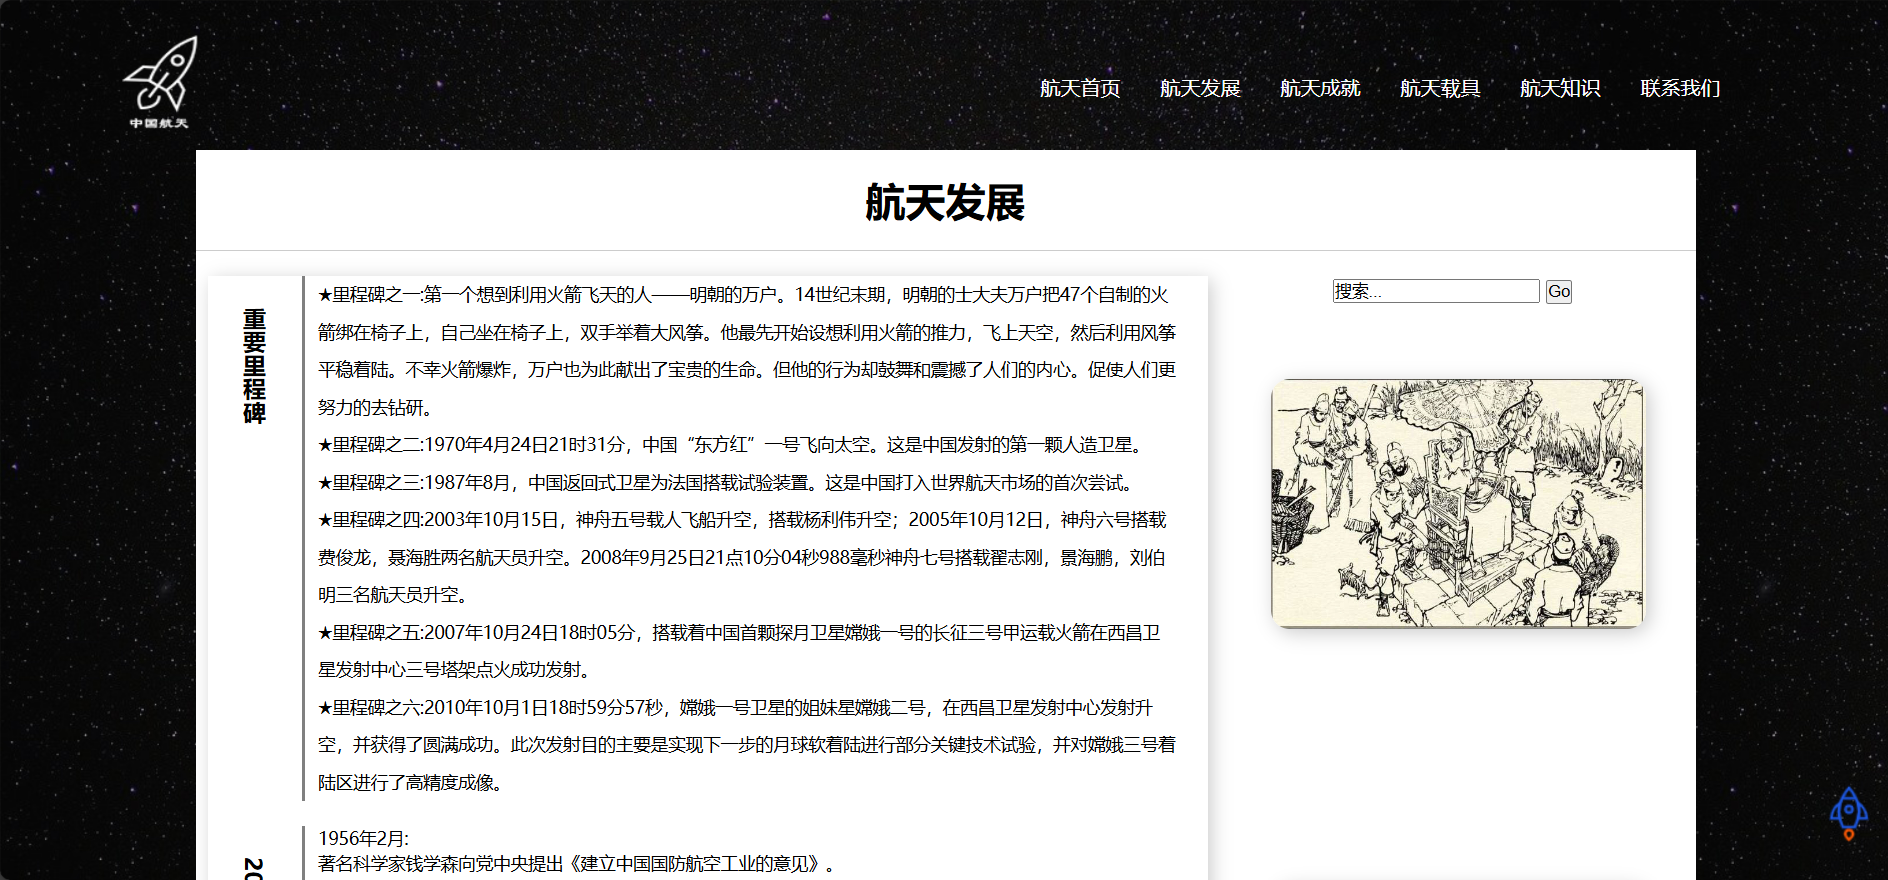 中国航天
航天首页 航天发展 航天成就 航天载具 航天知识 联系我们
航天发展
重要里程碑
★里程碑之一:第一个想到利用火箭飞天的人——明朝的万户。14世纪末期，明朝的士大夫万户把47个自制的火
箭绑在椅子上，自己坐在椅子上，双手举着大风筝。他最先开始设想利用火箭的推力，飞上天空，然后利用风筝
平稳着陆。不幸火箭爆炸，万户也为此献出了宝贵的生命。但他的行为却鼓舞和震撼了人们的内心。促使人们更
努力的去钻研。
★里程碑之二:1970年4月24日21时31分，中国“东方红”一号飞向太空。这是中国发射的第一颗人造卫星。
★里程碑之三:1987年8月，中国返回式卫星为法国搭载试验装置。这是中国打入世界航天市场的首次尝试。
★里程碑之四:2003年10月15日，神舟五号载人飞船升空，搭载杨利伟升空；2005年10月12日，神舟六号搭载
费俊龙，聂海胜两名航天员升空。2008年9月25日21点10分04秒988毫秒神舟七号搭载翟志刚，景海鹏，刘伯
明三名航天员升空。
★里程碑之五:2007年10月24日18时05分，搭载着中国首颗探月卫星嫦娥一号的长征三号甲运载火箭在西昌卫
星发射中心三号塔架点火成功发射。
★里程碑之六:2010年10月1日18时59分57秒，嫦娥一号卫星的姐妹星嫦娥二号，在西昌卫星发射中心发射升
空，并获得了圆满成功。此次发射目的主要是实现下一步的月球软着陆进行部分关键技术试验，并对嫦娥三号着
陆区进行了高精度成像。
搜索... Go
1956年2月:
著名科学家钱学森向党中央提出《建立中国国防航空工业的意见》。